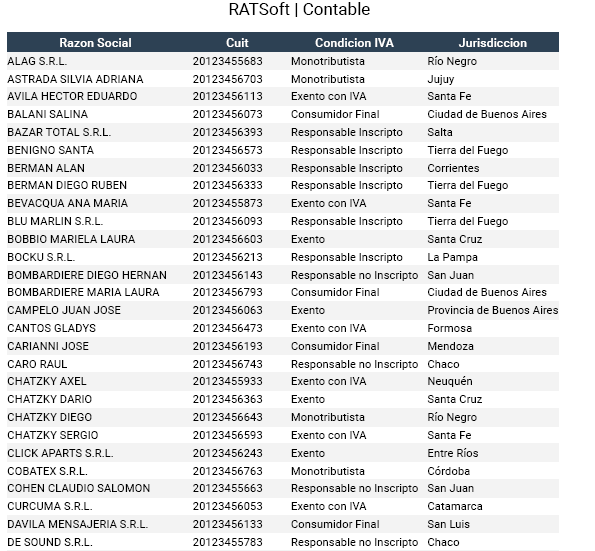 RATSoft | Contable
Razon Social Cuit Condicion IVA Jurisdiccion
ALAG S.R.L. 20123455683 Monotributista Río Negro
ASTRADA SILVIA ADRIANA 20123456703 Monotributista Jujuy
AVILA HECTOR EDUARDO 20123456113 Exento con IVA Santa Fe
BALANI SALINA 20123456073 Consumidor Final Ciudad de Buenos Aires
BAZAR TOTAL S.R.L. 20123456393 Responsable Inscripto Salta
BENIGNO SANTA 20123456573 Responsable Inscripto Tierra del Fuego
BERMAN ALAN 20123456033 Responsable Inscripto Corrientes
BERMAN DIEGO RUBEN 20123456333 Responsable Inscripto Tierra del Fuego
BEVACQUA ANA MARIA 20123455873 Exento con IVA Santa Fe
BLU MARLIN S.R.L. 20123456093 Responsable Inscripto Tierra del Fuego
BOBBIO MARIELA LAURA 20123456603 Exento Santa Cruz
BOCKU S.R.L. 20123456213 Responsable Inscripto La Pampa
BOMBARDIERE DIEGO HERNAN 20123456143 Responsable no Inscripto San Juan
BOMBARDIERE MARIA LAURA 20123456793 Consumidor Final Ciudad de Buenos Aires
CAMPELO JUAN JOSE 20123456063 Exento Provincia de Buenos Aires
CANTOS GLADYS 20123456473 Exento con IVA Formosa
CARIANNI JOSE 20123456193 Consumidor Final Mendoza
CARO RAUL 20123456743 Responsable no Inscripto Chaco
CHATZKY AXEL 20123455933 Exento con IVA Neuquén
CHATZKY DARIO 20123456363 Exento Santa Cruz
CHATZKY DIEGO 20123456643 Monotributista Río Negro
CHATZKY SERGIO 20123456593 Exento con IVA Santa Fe
CLICK APARTS S.R.L. 20123456243 Exento Entre Ríos
COBATEX S.R.L. 20123456763 Monotributista Córdoba
COHEN CLAUDIO SALOMON 20123455663 Responsable no Inscripto San Juan
CURCUMA S.R.L. 20123456053 Exento con IVA Catamarca
DAVILA MENSAJERIA S.R.L. 20123456133 Consumidor Final San Luis
DE SOUND S.R.L. 20123455783 Responsable no Inscripto Chaco